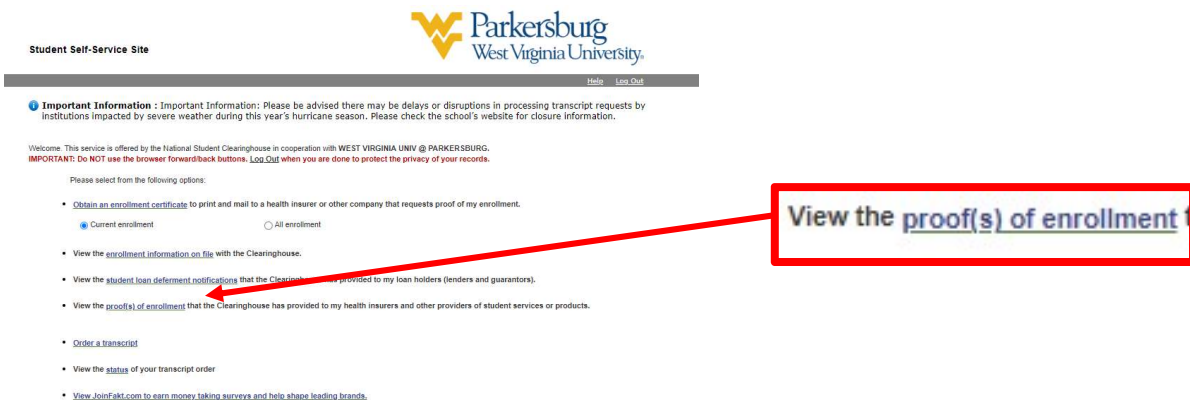 Student Self-Service Site
Parkersburg
West Virginia University.
Help Log Out
Important Information : Important Information: Please be advised there may be delays or disruptions in processing transcript requests by
institutions impacted by severe weather during this year's hurricane season. Please check the school's website for closure information.
Welcome. This service is offered by the National Student Clearinghouse in cooperation with WEST VIRGINIA UNIV @ PARKERSBURG.
IMPORTANT: Do NOT use the browser forward/back buttons. Log Out when you are done to protect the privacy of your records.
Please select from the following options:
• Obtain an enrollment certificate to print and mail to a health insurer or other company that requests proof of my enrollment.
Current enrollment All enrollment
• View the enrollment information on file with the Clearinghouse.
• View the student loan deferment notifications that the Clearinghouse provided to my loan holders (lenders and guarantors).
• View the proof(s) of enrollment that the Clearinghouse has provided to my health insurers and other providers of student services or products.
• Order a transcript
• View the status of your transcript order
• View JoinFakt.com to earn money taking surveys and help shape leading brands.
View the proof(s) of enrollment